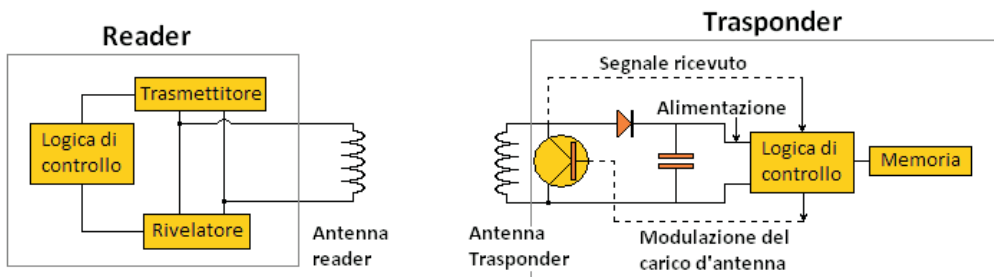 Reader
Trasmettitore
Logica di
controllo
Rivelatore
Antenna
reader
Trasponder
Segnale ricevuto
Alimentazione
Logica di
controllo
Memoria
Antenna
Trasponder
Modulazione del
carico d'antenna